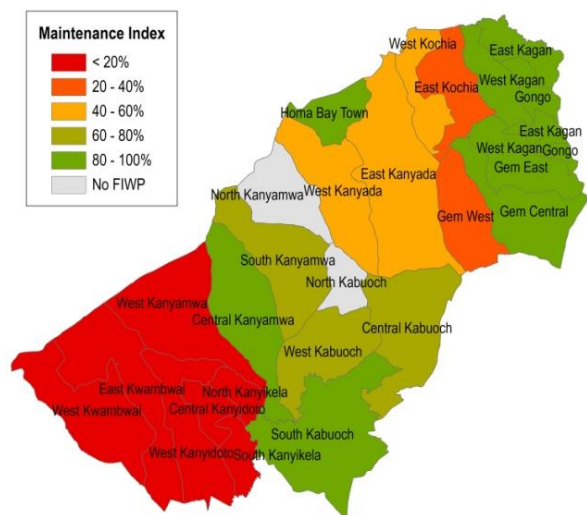 Maintenance Index
< 20%
20 - 40%
40 - 60%
60 - 80%
80 - 100%
No FIWP
West Kochia
East Kagan
East Kochia
West Kagan
Gongo
Homa Bay Town
East Kagan
West Kagan
Gongo
Gem East
East Kanyada
North Kanyamwa
West Kanyada
Gem Central
Gem West
South Kanyamwa
North Kabuoch
West Kanyamwa
Central Kanyamwa
Central Kabuoch
West Kabuoch
East Kwambwai
North Kanyikela
West Kwambwai
Central Kanyidoto
South Kabuoch
West Kanyidoto
South Kanyikela